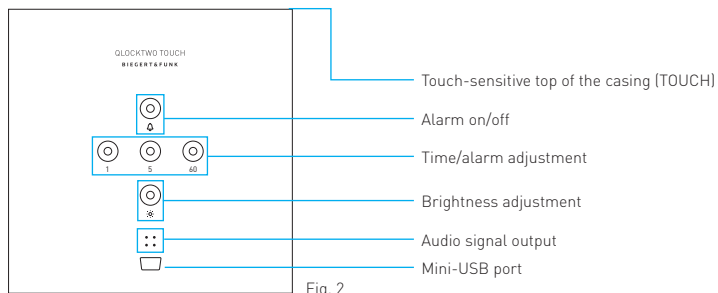 QLOCKTWO TOUCH
BIEGERT&FUNK
Touch-sensitive top of the casing (TOUCH)
Alarm on/off
Time/alarm adjustment
1 5 60
Brightness adjustment
Audio signal output
Mini-USB port
Fig. 2